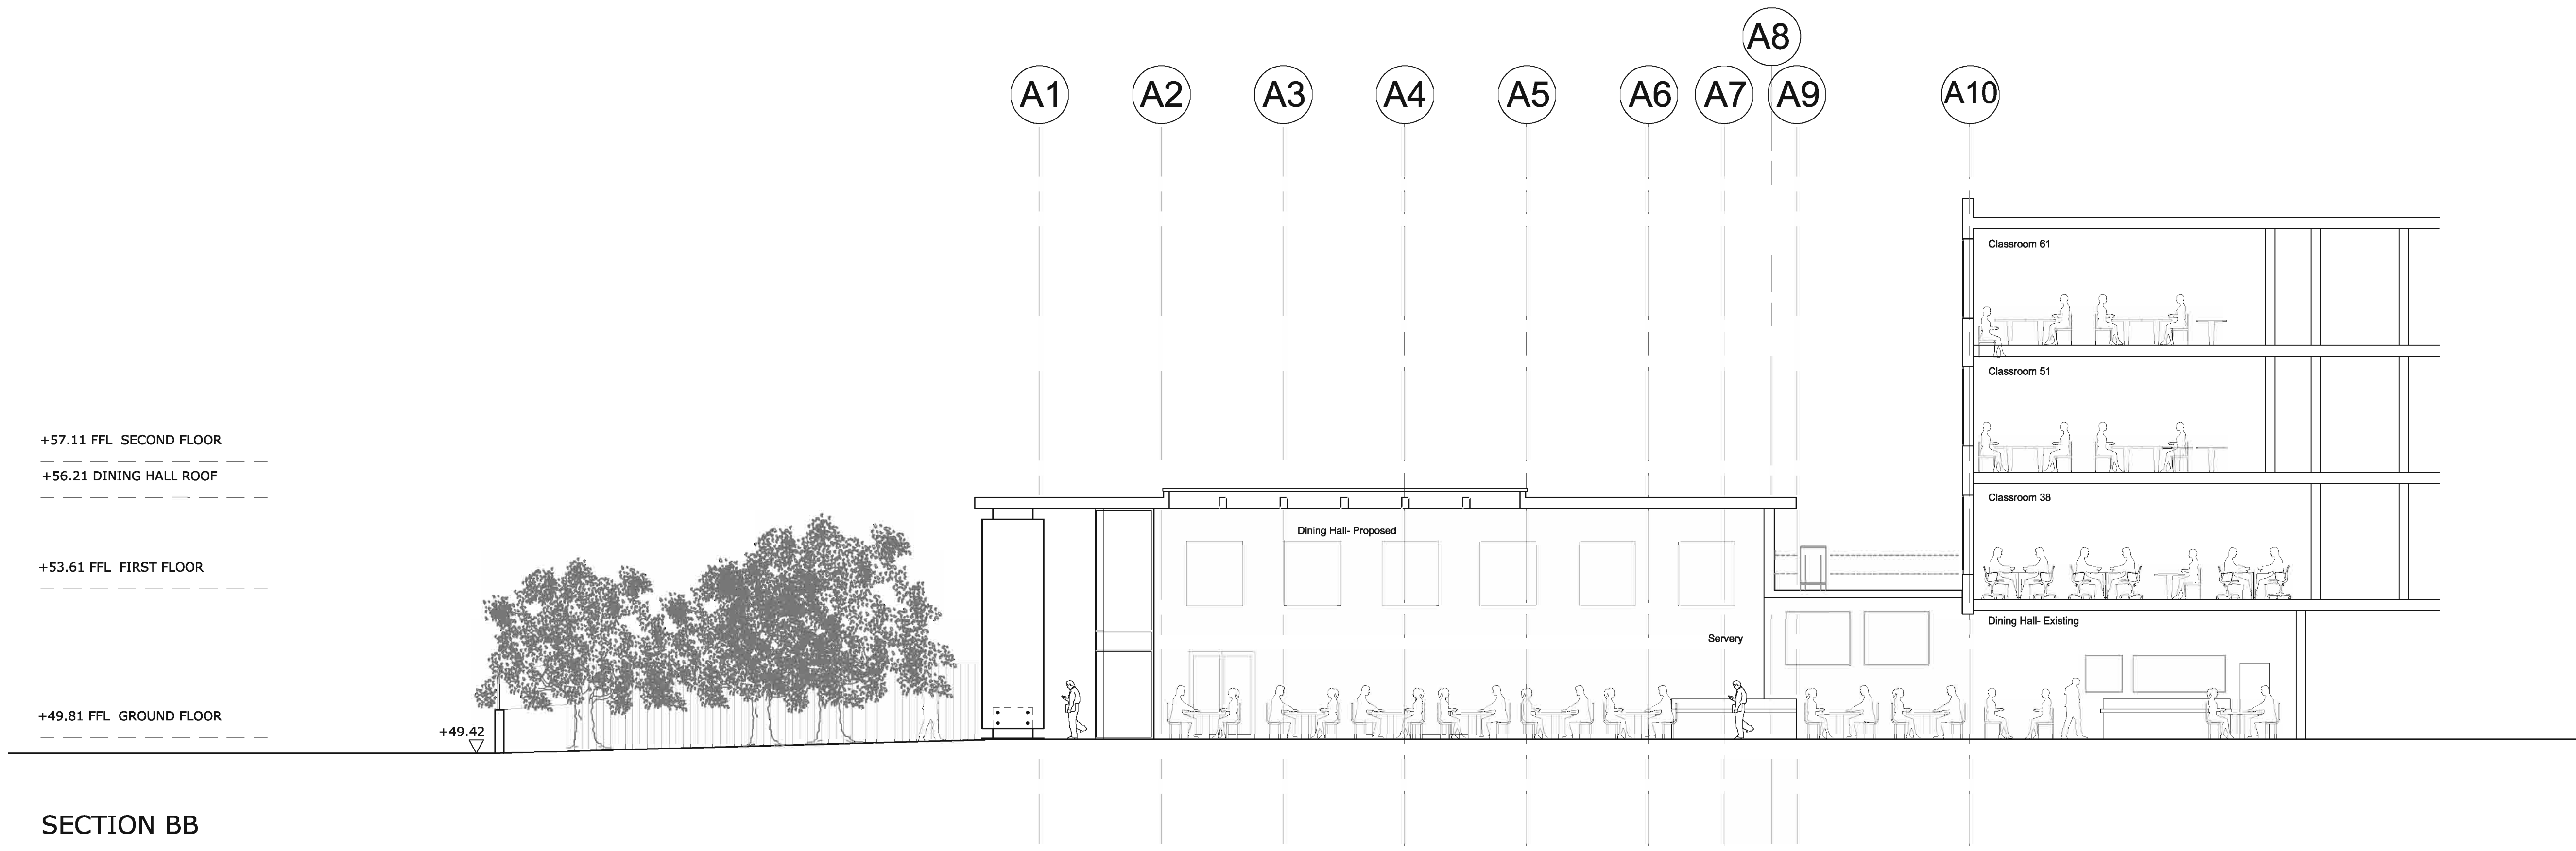 A8
A1
A2
A3
A4
A5
A6
A7
A9
A10
Classroom 61
Classroom 51
+57.11 FFL  SECOND FLOOR
+56.21 DINING HALL ROOF
Classroom 38
Dining Hall- Proposed
+53.61 FFL  FIRST FLOOR
Dining Hall- Existing
Servery
+49.81 FFL  GROUND FLOOR
+49.42
SECTION BB